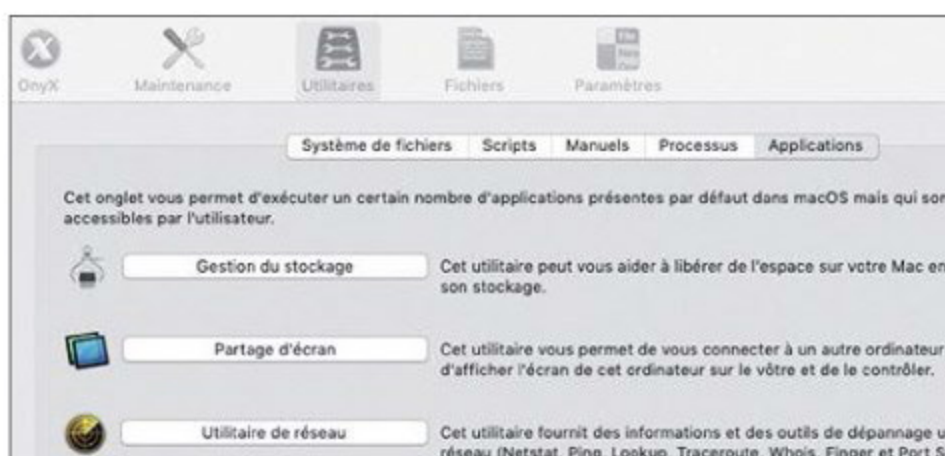 OnyX Maintenance Utilitaires Fichiers Paramètres
Système de fichiers Scripts Manuels Processus Applications
Cet onglet vous permet d'exécuter un certain nombre d'applications présentes par défaut dans macOS mais qui
accessibles par l'utilisateur.
Gestion du stockage
Cet utilitaire peut vous aider à libérer de l'espace sur votre Mac en
son stockage.
Partage d'écran
Cet utilitaire vous permet de vous connecter à un autre ordinateur
d'afficher l'écran de cet ordinateur sur le vôtre et de le contrôler.
Utilitaire de réseau
Cet utilitaire fournit des informations et des outils de dépannage
réseau (Netstat, Ping, Lookup, Traceroute, Whois, Finger et Port